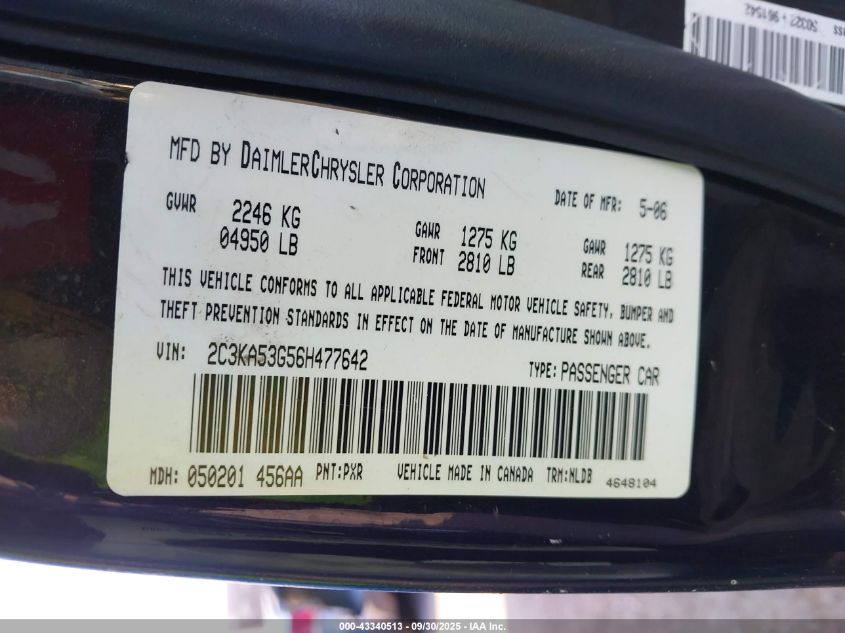 MFD BY DAIMLERCHRYSLER CORPORATION
DATE OF MFR: 5-06
GVWR 2246 KG
04950 LB
GAWR FRONT 1275 KG
2810 LB
GAWR REAR 1275 KG
2810 LB
THIS VEHICLE CONFORMS TO ALL APPLICABLE FEDERAL MOTOR VEHICLE SAFETY, BUMPER AND
THEFT PREVENTION STANDARDS IN EFFECT ON THE DATE OF MANUFACTURE SHOWN ABOVE.
VIN: 2C3KA53G56H477642
TYPE: PASSENGER CAR
MDH: 050201 456AA PNT:PXR VEHICLE MADE IN CANADA TRM:NLDB 4648104
000-43340513 - 09/30/2025 - IAA Inc.